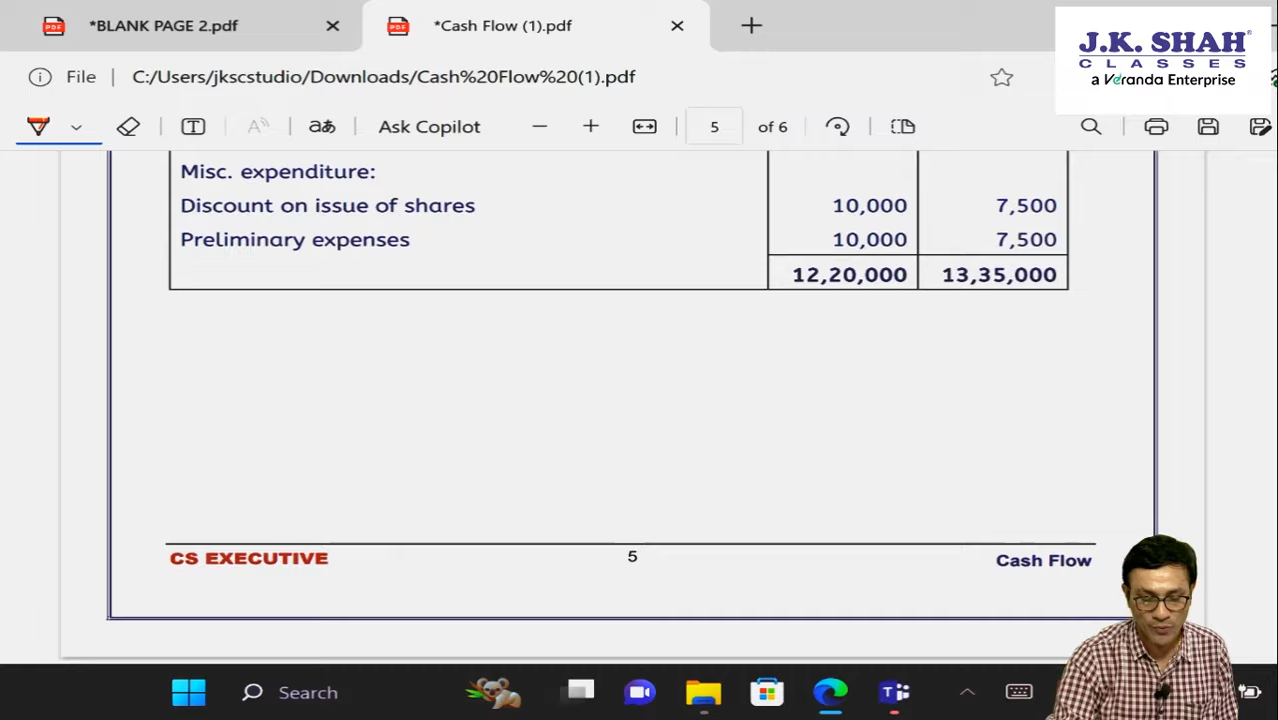 *BLANK PAGE 2.pdf
*Cash Flow (1).pdf
J.K. SHAH
CLASSES
a Veranda Enterprise
File | C:/Users/jkscstudio/Downloads/Cash%20Flow%20(1).pdf
Ask Copilot
5 of 6
Misc. expenditure:
Discount on issue of shares 10,000 7,500
Preliminary expenses 10,000 7,500
12,20,000 13,35,000
CS EXECUTIVE 5 Cash Flow
Search